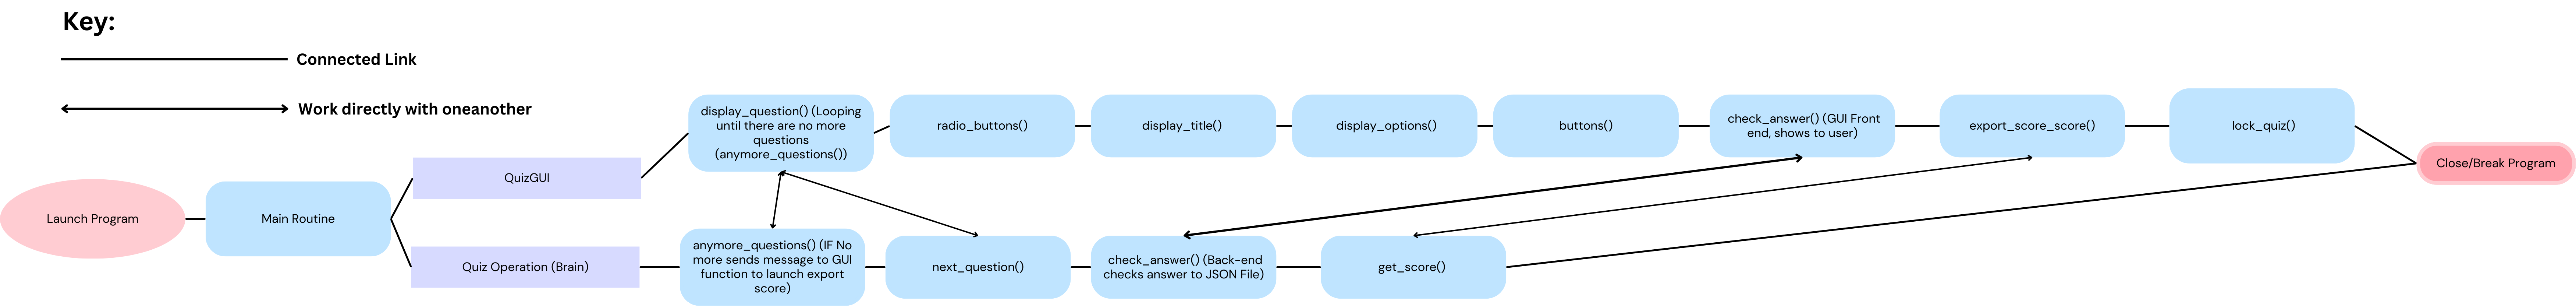 Key:
Connected Link
Work directly with oneanother
display_question() (Looping
until there are no more
questions
(anymore_questions())
radio_buttons()
display_title()
display_options()
buttons()
check_answer() (GUI Front
end, shows to user)
export_score_score()
lock_quiz()
Close/Break Program
QuizGUI
Launch Program
Main Routine
Quiz Operation (Brain)
anymore_questions() (IF No
more sends message to GUI
function to launch export
score)
next_question()
check_answer() (Back-end
checks answer to JSON File)
get_score()